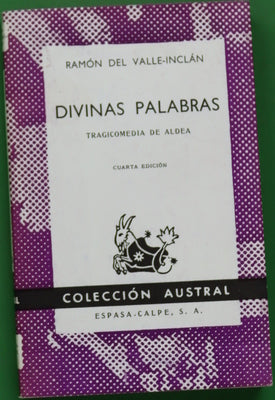 RAMÓN DEL VALLE-INCLÁN
DIVINAS PALABRAS
TRAGICOMEDIA DE ALDEA
CUARTA EDICIÓN
COLECCIÓN AUSTRAL
ESPASA-CALPE, S. A.